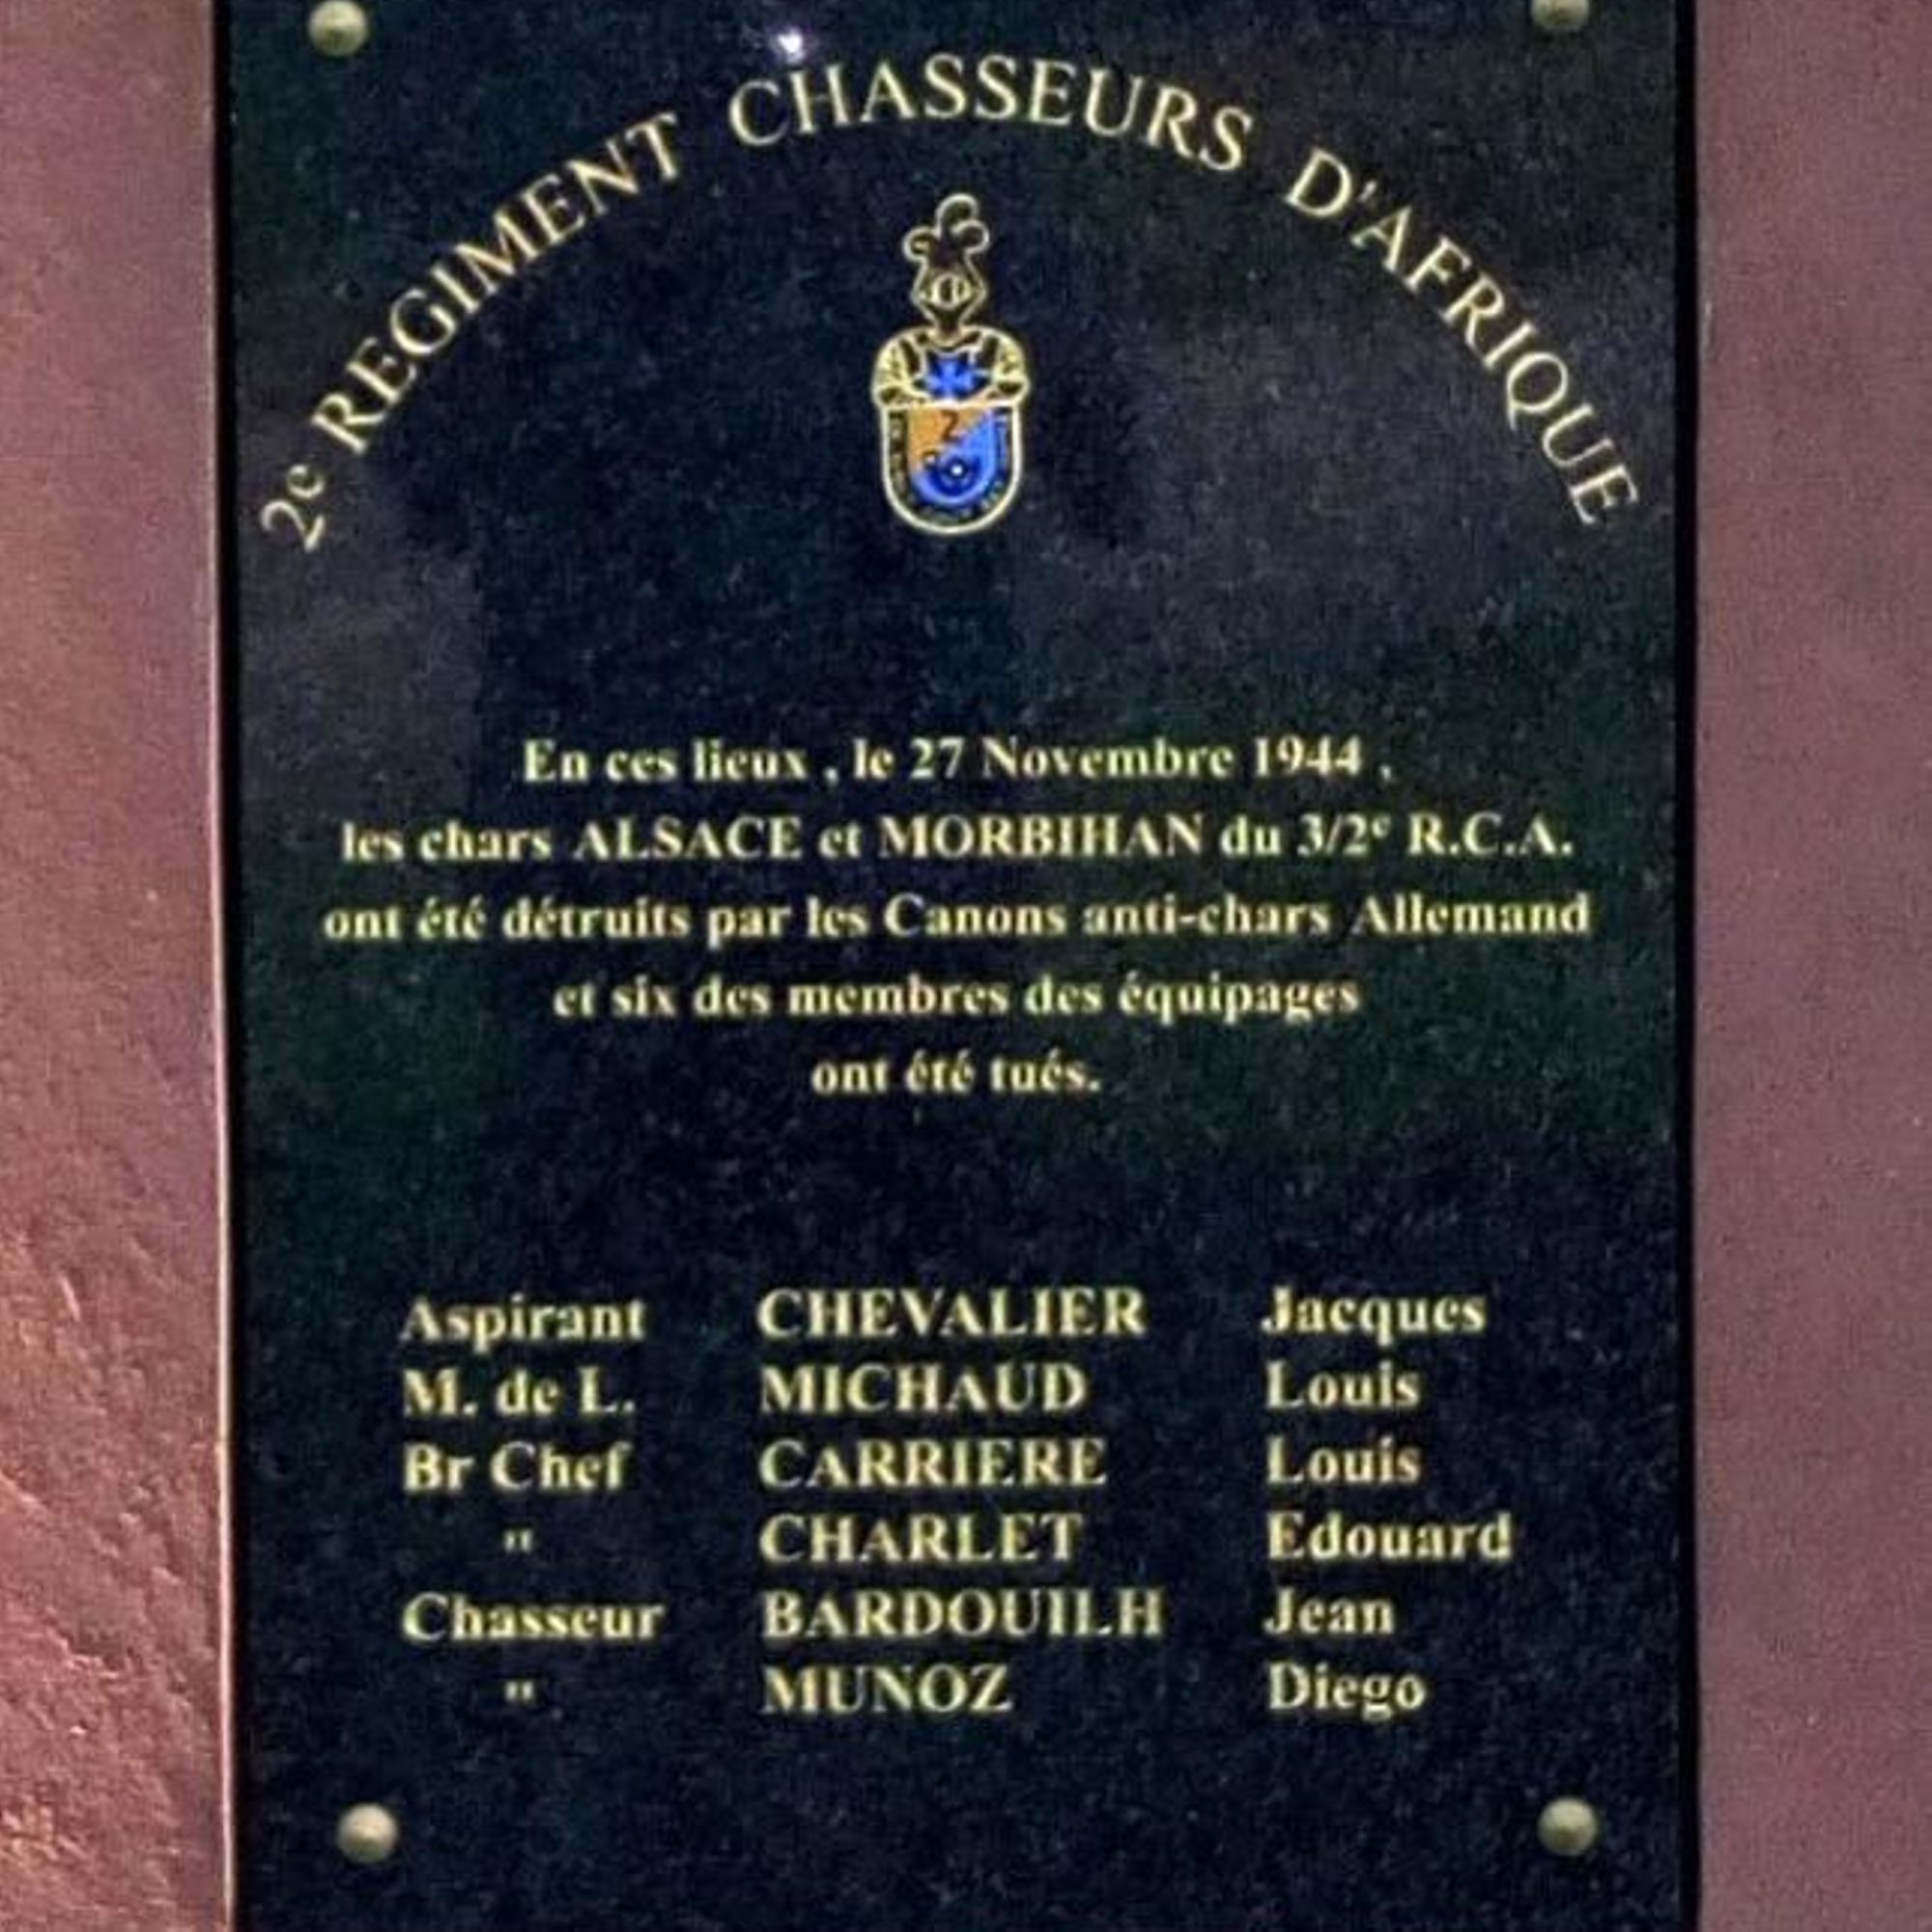 2e REGIMENT CHASSEURS D'AFRIQUE
2
En ces lieux , le 27 Novembre 1944 ,
les chars ALSACE et MORBIHAN du 3/2e R.C.A.
ont été détruits par les Canons anti-chars Allemand
et six des membres des équipages
ont été tués.
Aspirant CHEVALIER Jacques
M. de L. MICHAUD Louis
Br Chef CARRIERE Louis
" CHARLET Edouard
Chasseur BARDOUILH Jean
" MUNOZ Diego